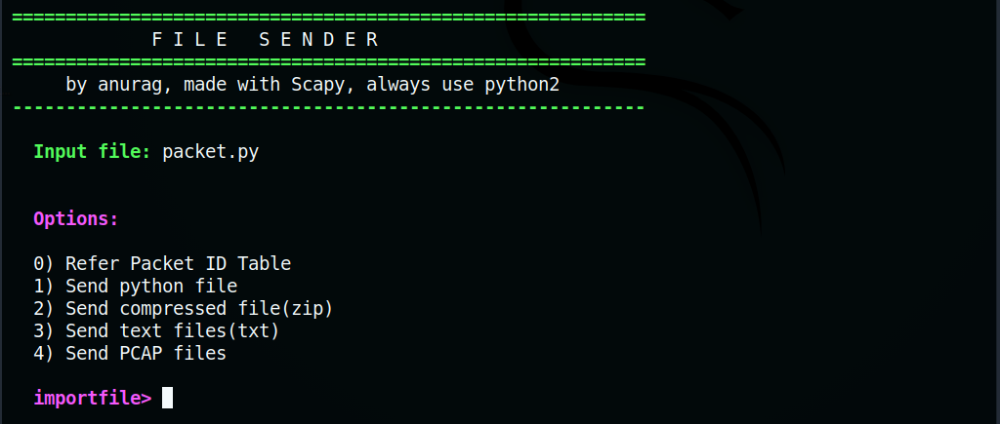 ===========================================================
F I L E   S E N D E R
===========================================================
by anurag, made with Scapy, always use python2
-----------------------------------------------------------
Input file: packet.py
Options:
0) Refer Packet ID Table
1) Send python file
2) Send compressed file(zip)
3) Send text files(txt)
4) Send PCAP files
importfile>